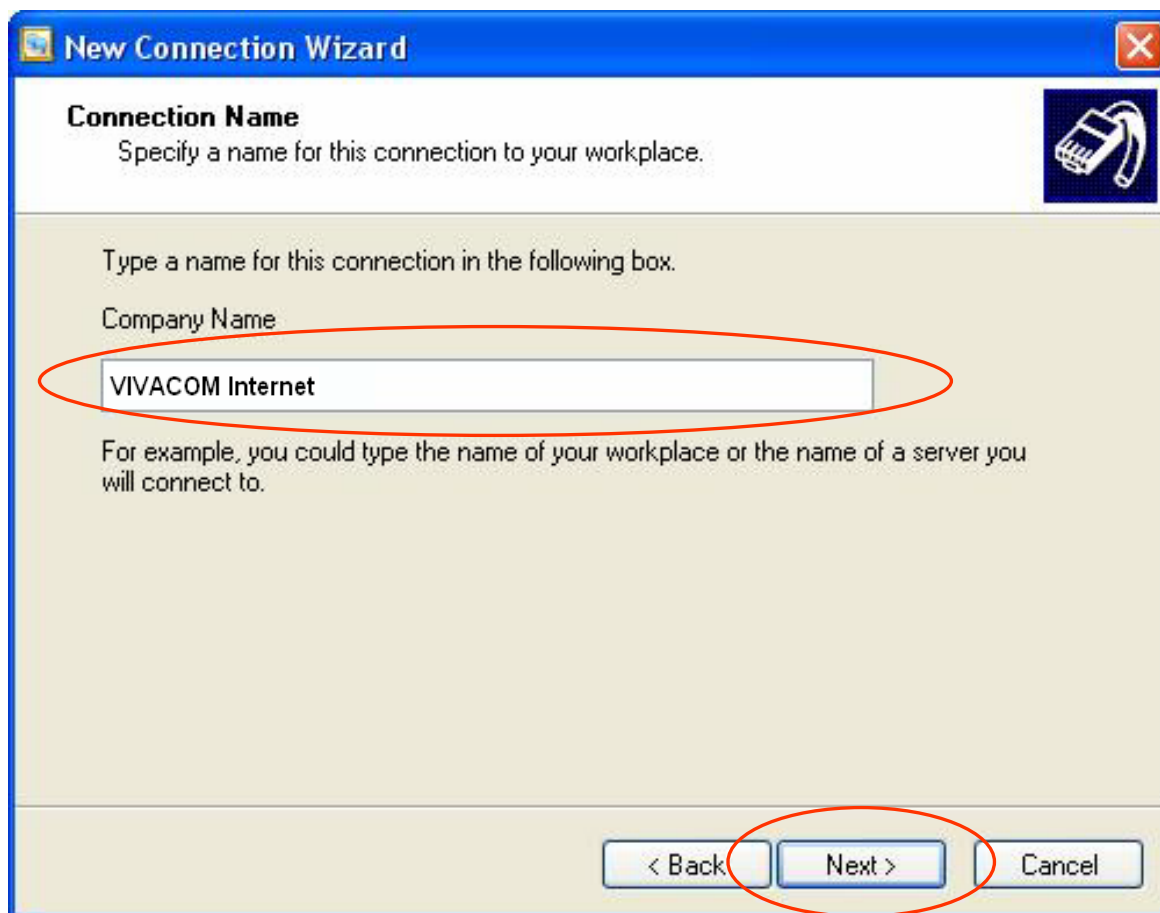 New Connection Wizard
Connection Name
Specify a name for this connection to your workplace.
Type a name for this connection in the following box.
Company Name
VIVACOM Internet
For example, you could type the name of your workplace or the name of a server you
will connect to.
< Back
Next >
Cancel